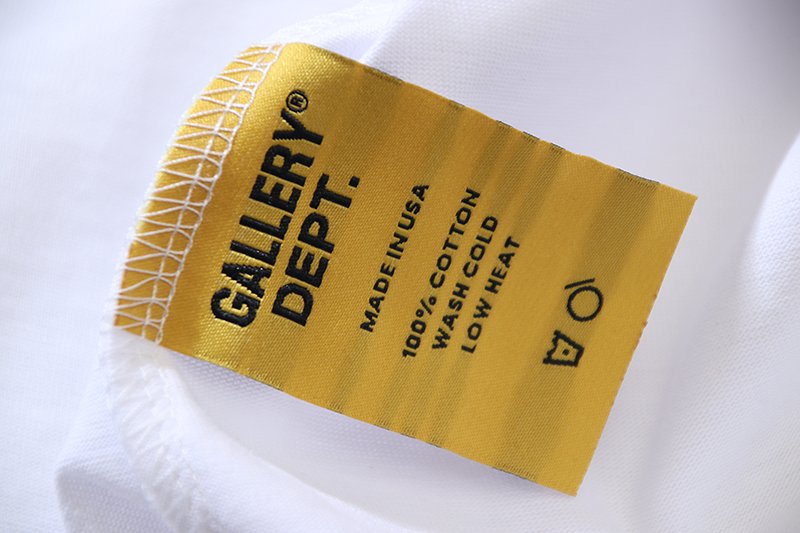 GALLERY®
DEPT.
MADE IN USA
100% COTTON
WASH COLD
LOW HEAT